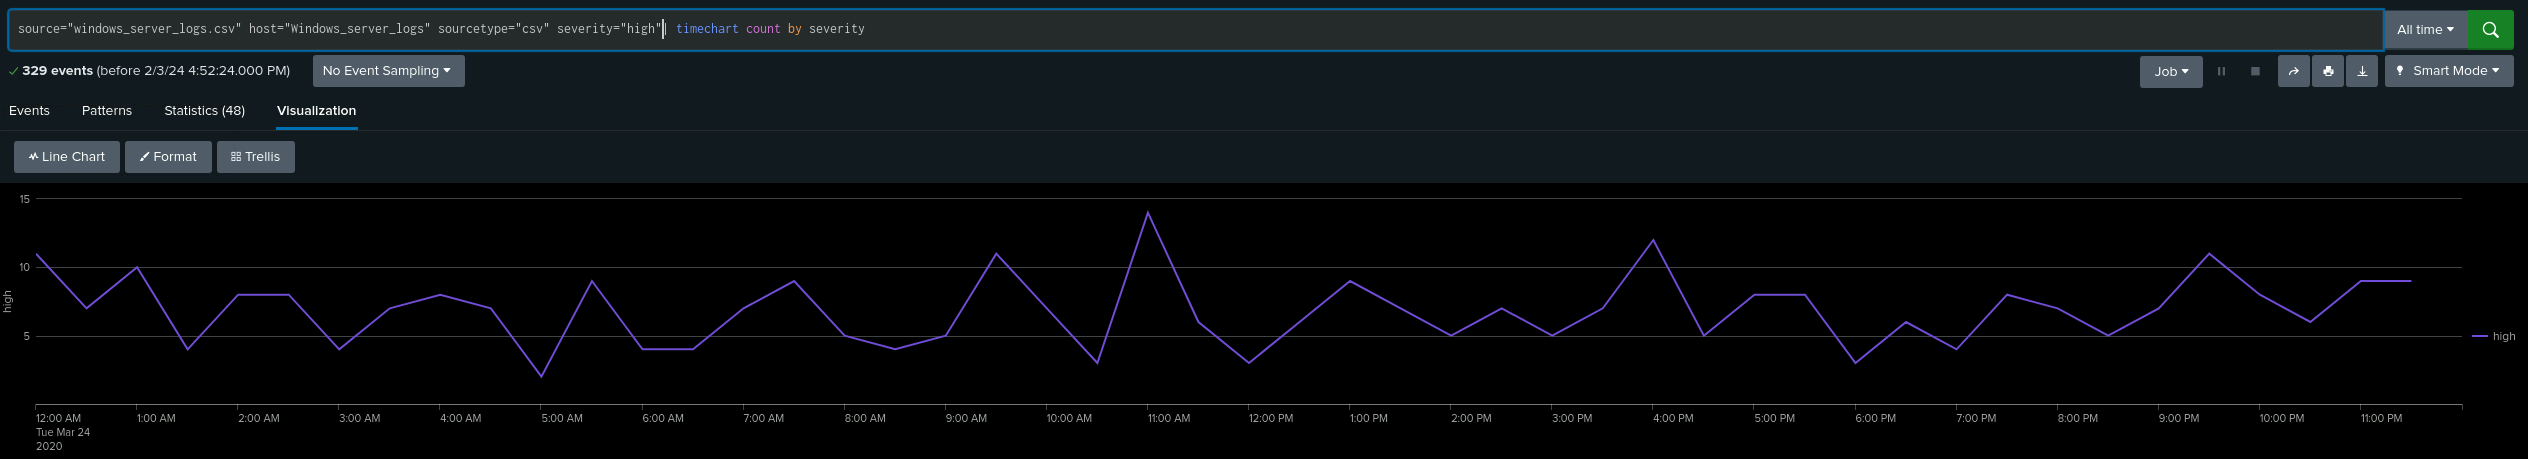 source="windows_server_logs.csv" host="Windows_server_logs" sourcetype="csv" severity="high"| timechart count by severity
All time
329 events (before 2/3/24 4:52:24.000 PM)
No Event Sampling
Job
Smart Mode
Events
Patterns
Statistics (48)
Visualization
Line Chart
Format
Trellis
15
10
5
high
high
12:00 AM
Tue Mar 24
2020
1:00 AM
2:00 AM
3:00 AM
4:00 AM
5:00 AM
6:00 AM
7:00 AM
8:00 AM
9:00 AM
10:00 AM
11:00 AM
12:00 PM
1:00 PM
2:00 PM
3:00 PM
4:00 PM
5:00 PM
6:00 PM
7:00 PM
8:00 PM
9:00 PM
10:00 PM
11:00 PM